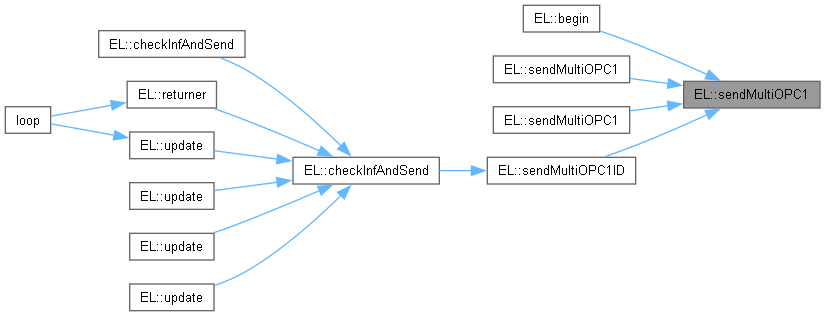 EL::begin
EL::checkInfAndSend
EL::sendMultiOPC1
EL::returner
EL::sendMultiOPC1
loop
EL::sendMultiOPC1
EL::update
EL::checkInfAndSend
EL::sendMultiOPC1ID
EL::update
EL::update
EL::update